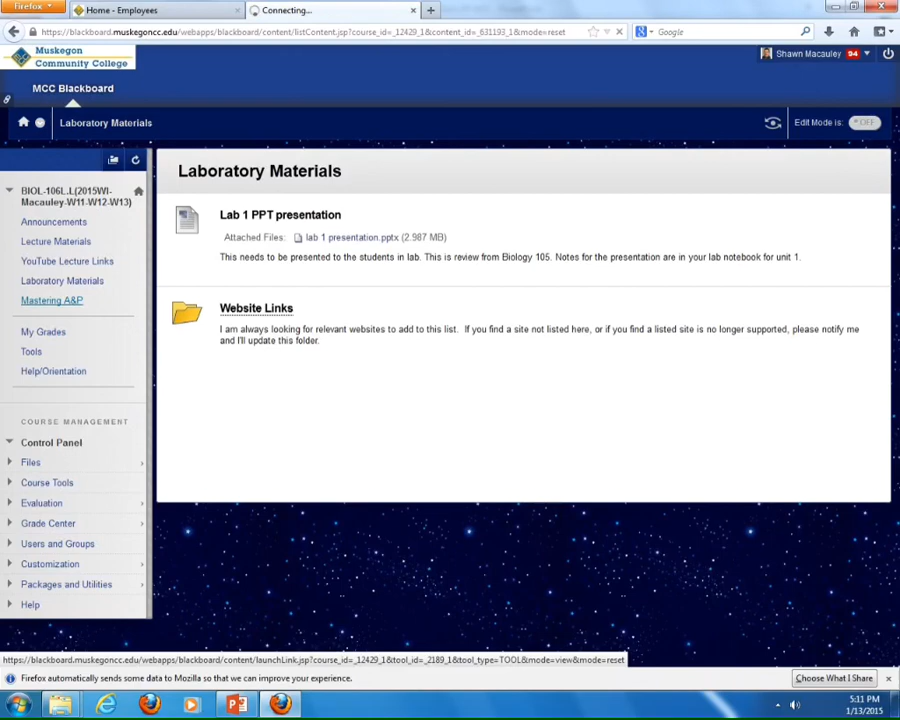 Firefox
Home - Employees
Connecting...
https://blackboard.muskegoncc.edu/webapps/blackboard/content/listContent.jsp?course_id=_12429_1&content_id=_631193_1&mode=reset
Google
Muskegon
Community College
Shawn Macauley 94
MCC Blackboard
Laboratory Materials
Edit Mode is: OFF
BIOL-106L.L(2015WI-
Macauley-W11-W12-W13)
Announcements
Lecture Materials
YouTube Lecture Links
Laboratory Materials
Mastering A&P
My Grades
Tools
Help/Orientation
COURSE MANAGEMENT
Control Panel
Files
Course Tools
Evaluation
Grade Center
Users and Groups
Customization
Packages and Utilities
Help
Laboratory Materials
Lab 1 PPT presentation
Attached Files: lab 1 presentation.pptx (2.987 MB)
This needs to be presented to the students in lab. This is review from Biology 105. Notes for the presentation are in your lab notebook for unit 1.
Website Links
I am always looking for relevant websites to add to this list. If you find a site not listed here, or if you find a listed site is no longer supported, please notify me
and I'll update this folder.
https://blackboard.muskegoncc.edu/webapps/blackboard/content/launchLink.jsp?course_id=_12429_1&tool_id=_2189_1&tool_type=TOOL&mode=view&mode=reset
Firefox automatically sends some data to Mozilla so that we can improve your experience.
Choose What I Share
5:11 PM
1/13/2015